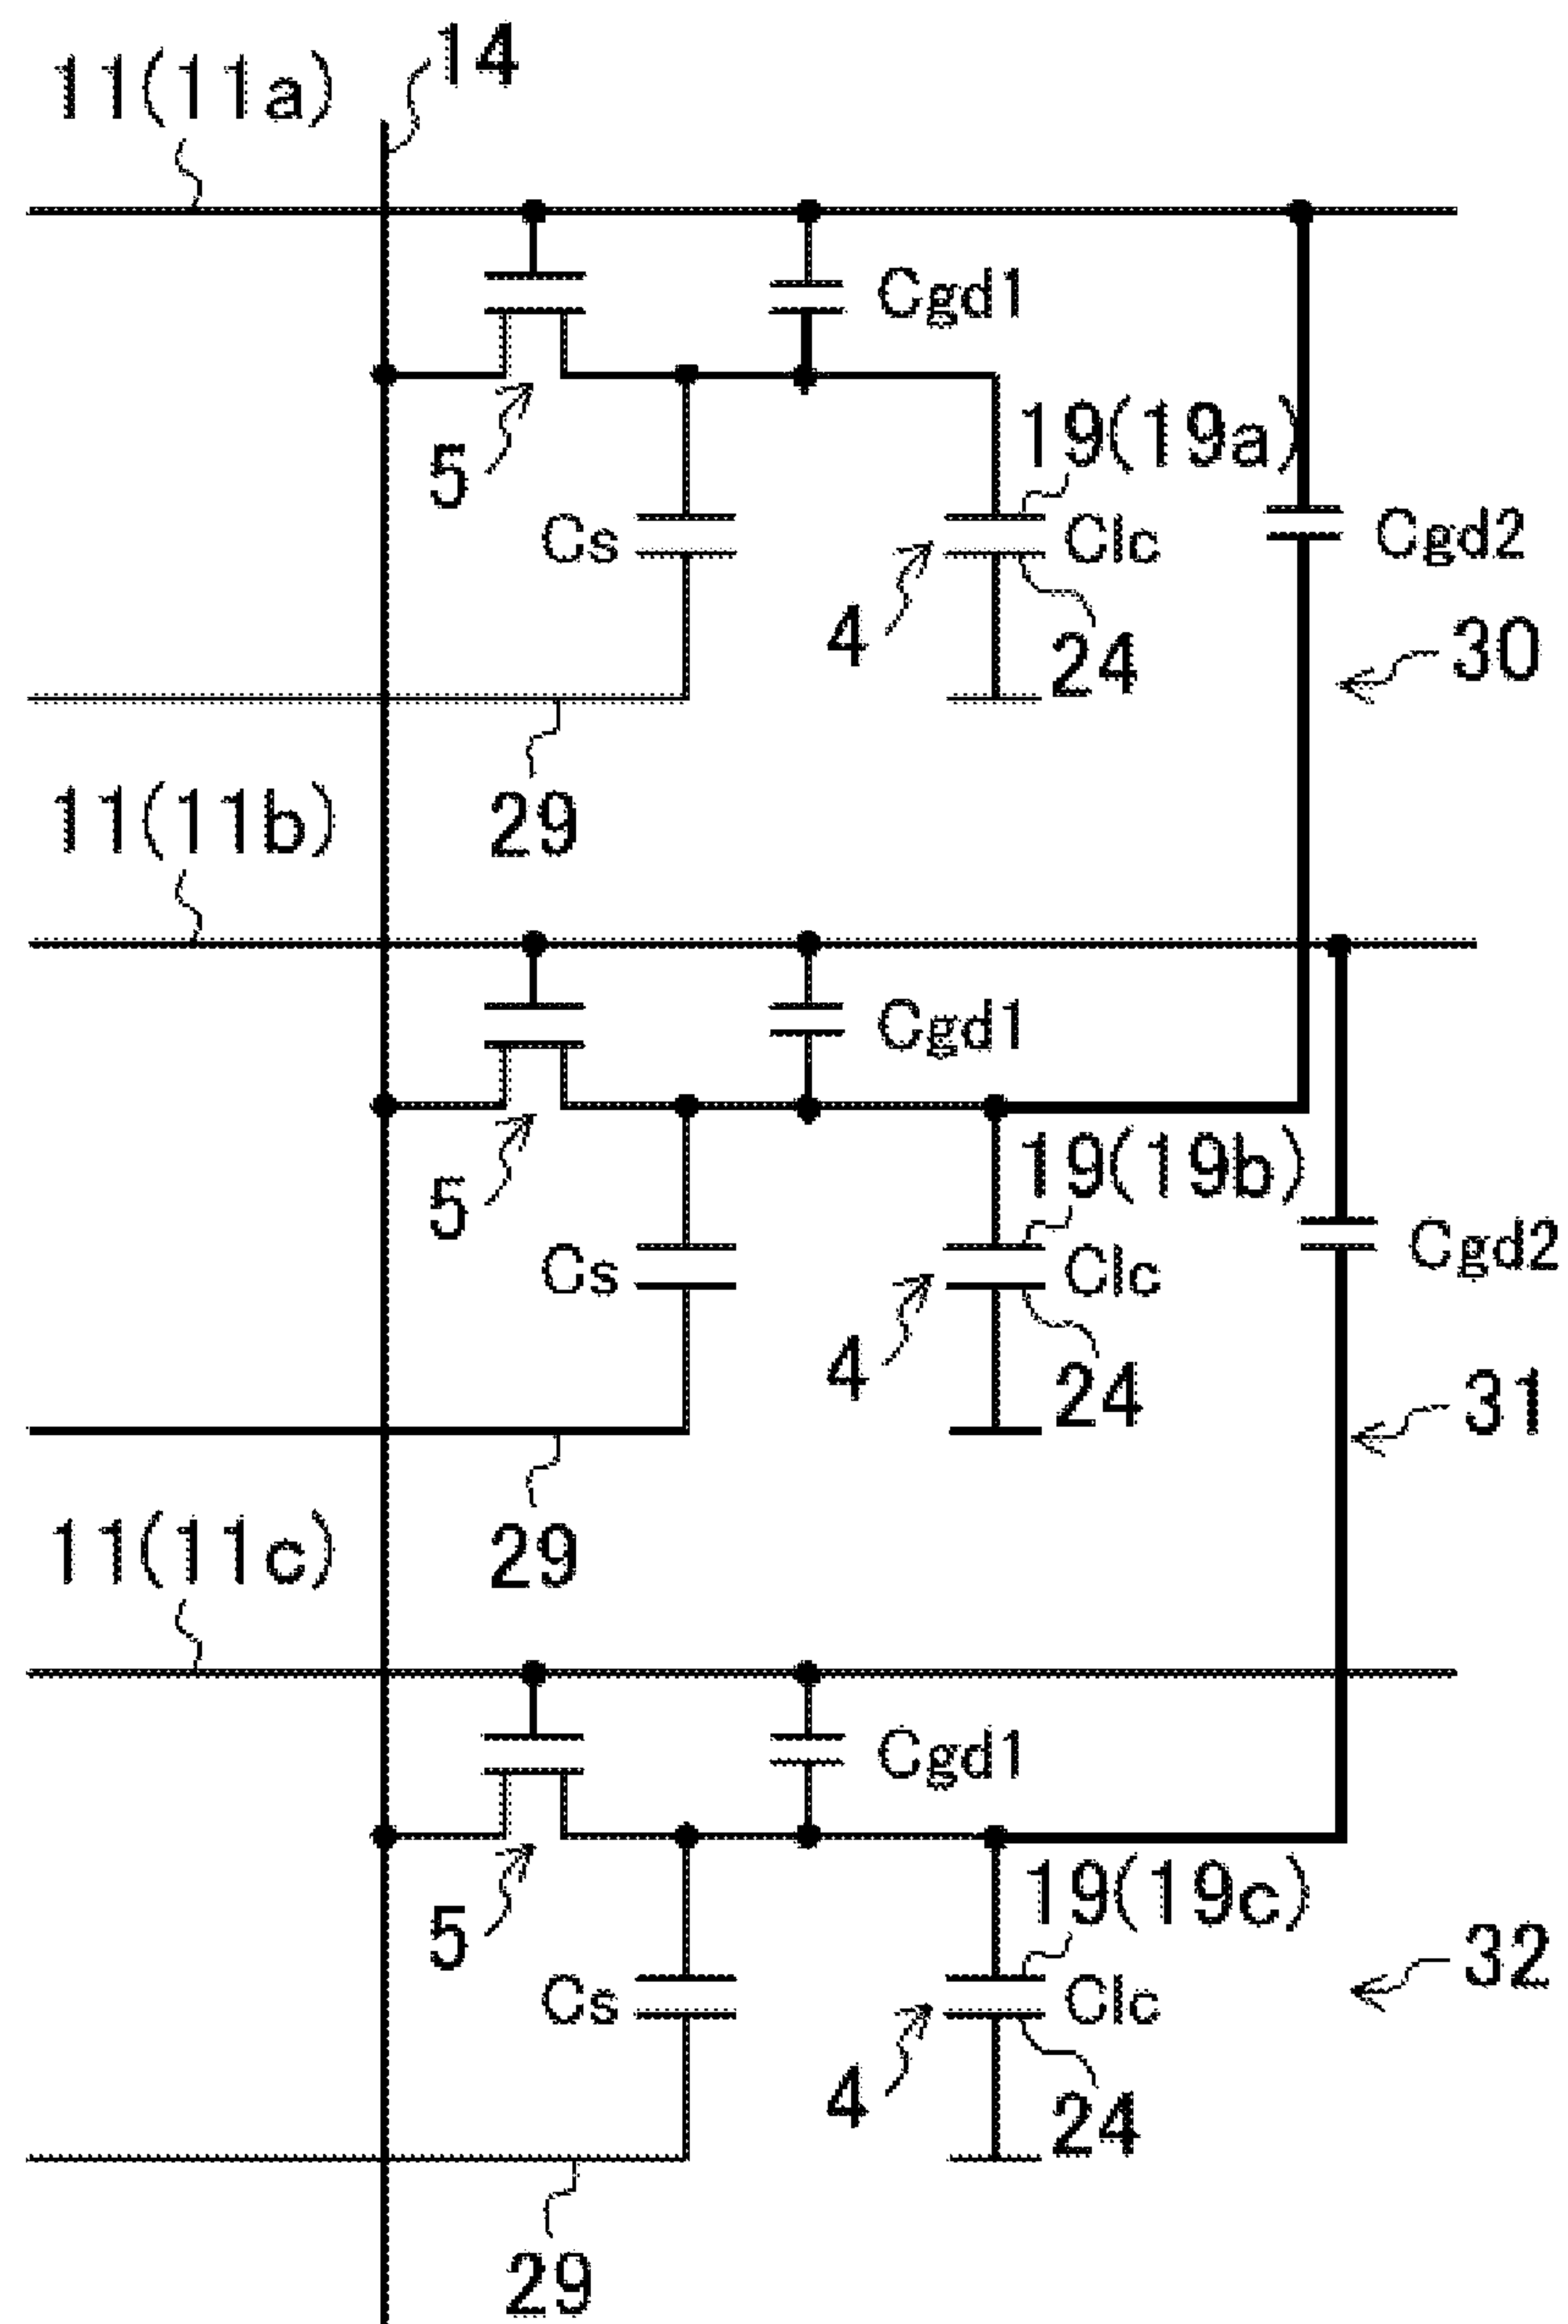 14
11(11a)
Cgd1
19(19a)
5
Cs
Clc
Cgd2
4
24
30
29
11(11b)
Cgd1
19(19b)
5
Cs
Clc
Cgd2
4
24
31
29
11(11c)
Cgd1
19(19c)
5
Cs
Clc
32
4
24
29